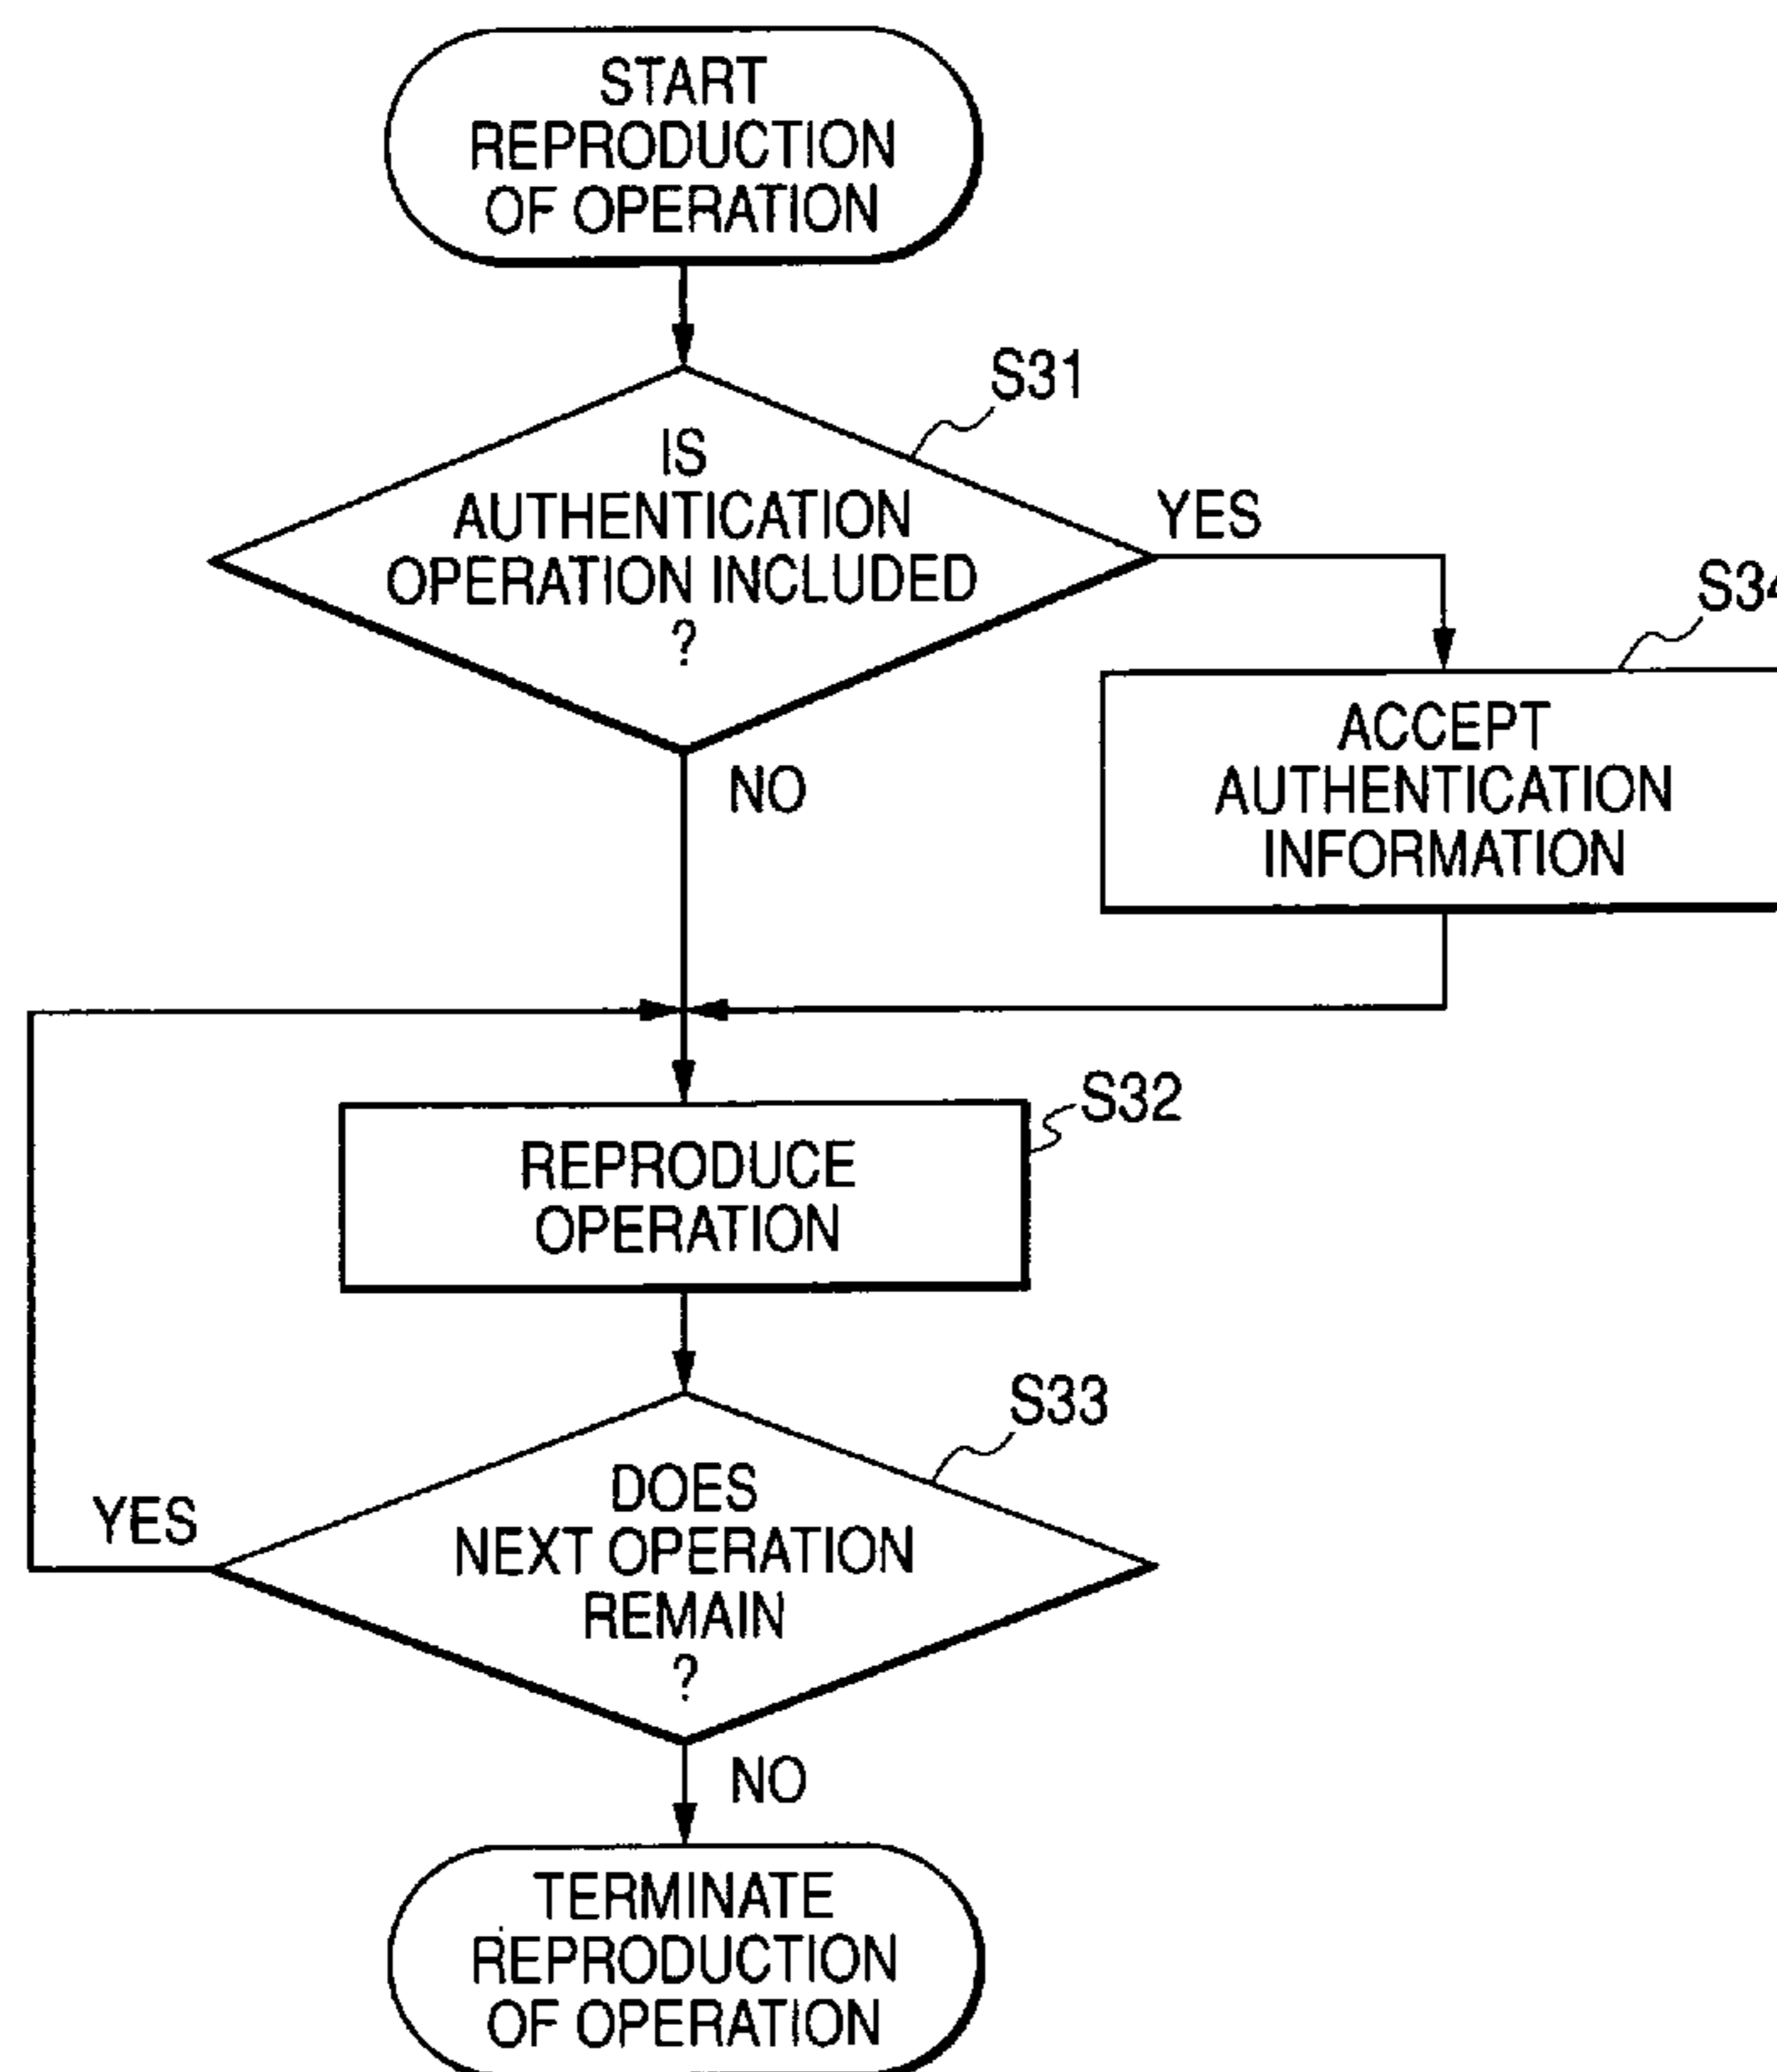 START
REPRODUCTION
OF OPERATION
S31
IS
AUTHENTICATION
OPERATION INCLUDED
?
YES
S34
ACCEPT
AUTHENTICATION
INFORMATION
NO
S32
REPRODUCE
OPERATION
S33
DOES
NEXT OPERATION
REMAIN
?
YES
NO
TERMINATE
REPRODUCTION
OF OPERATION